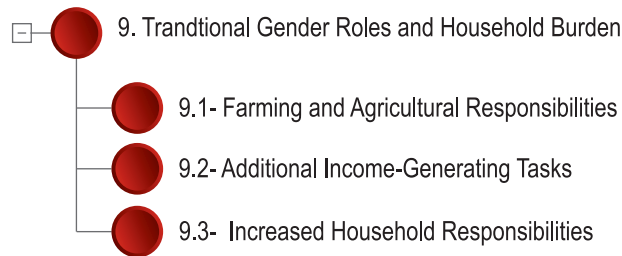 9. Trandtional Gender Roles and Household Burden
9.1- Farming and Agricultural Responsibilities
9.2- Additional Income-Generating Tasks
9.3- Increased Household Responsibilities